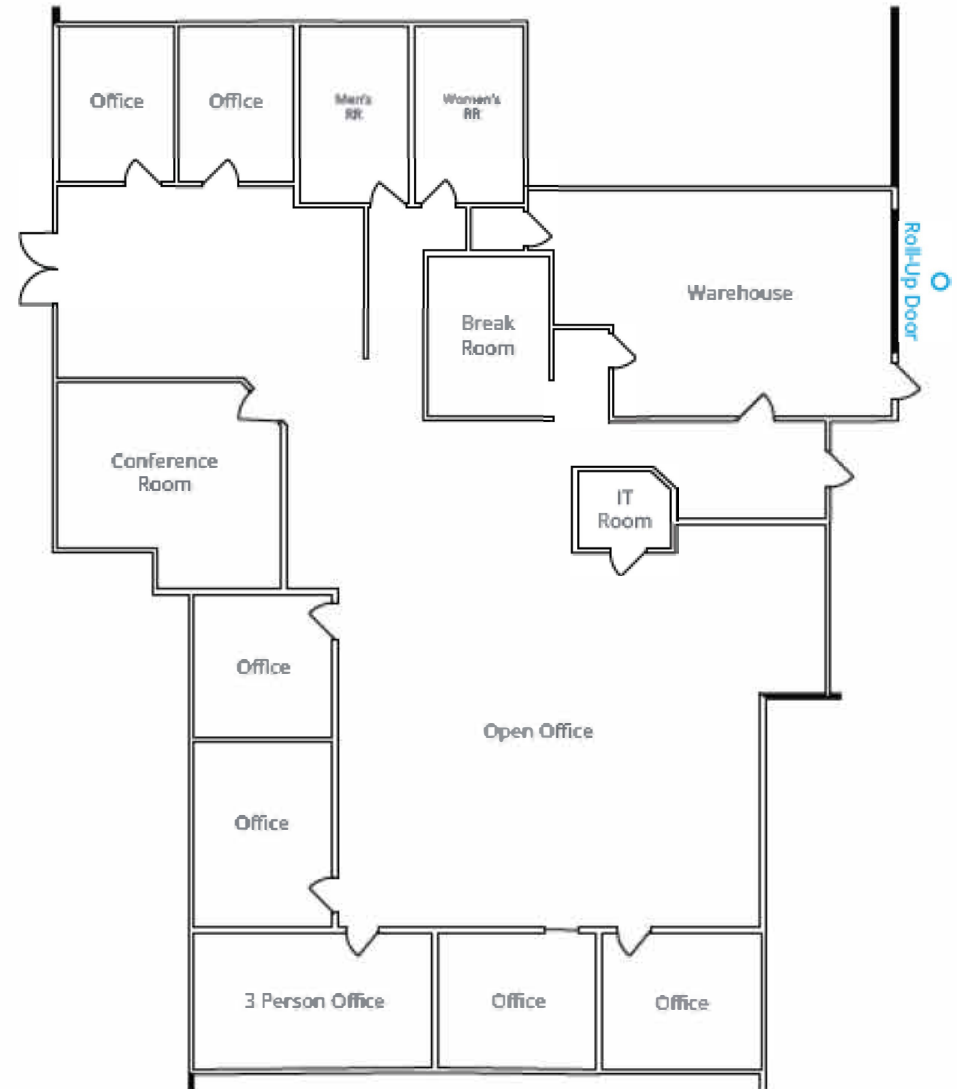 Office
Office
Men's
RR
Women's
RR
Roll-Up Door
Warehouse
Break
Room
Conference
Room
IT
Room
Office
Open Office
Office
3 Person Office
Office
Office